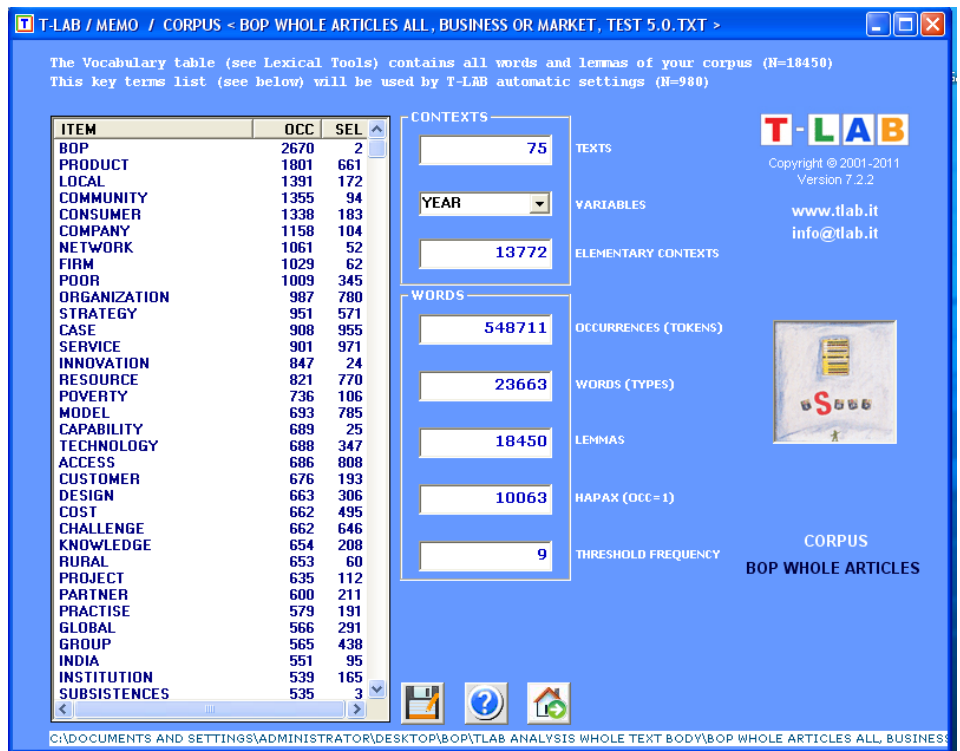 T-LAB / MEMO / CORPUS < BOP WHOLE ARTICLES ALL, BUSINESS OR MARKET, TEST 5.0.TXT >
The Vocabulary table (see Lexical Tools) contains all words and lemmas of your corpus (N=18450)
This key terms list (see below) will be used by T-LAB automatic settings (N=980)
ITEM OCC SEL
BOP 2670 2
PRODUCT 1801 661
LOCAL 1391 172
COMMUNITY 1355 94
CONSUMER 1338 183
COMPANY 1158 104
NETWORK 1061 52
FIRM 1029 62
POOR 1009 345
ORGANIZATION 987 780
STRATEGY 951 571
CASE 908 955
SERVICE 901 971
INNOVATION 847 24
RESOURCE 821 770
POVERTY 736 106
MODEL 693 785
CAPABILITY 689 25
TECHNOLOGY 688 347
ACCESS 686 808
CUSTOMER 676 193
DESIGN 663 306
COST 662 495
CHALLENGE 662 646
KNOWLEDGE 654 208
RURAL 653 60
PROJECT 635 112
PARTNER 600 211
PRACTISE 579 191
GLOBAL 566 291
GROUP 565 438
INDIA 551 95
INSTITUTION 539 165
SUBSISTENCES 535 3
CONTEXTS
75 TEXTS
YEAR VARIABLES
13772 ELEMENTARY CONTEXTS
WORDS
548711 OCCURRENCES (TOKENS)
23663 WORDS (TYPES)
18450 LEMMAS
10063 HAPAX (OCC=1)
9 THRESHOLD FREQUENCY
T-LAB
Copyright © 2001-2011
Version 7.2.2
www.tlab.it
info@tlab.it
CORPUS
BOP WHOLE ARTICLES
C:\DOCUMENTS AND SETTINGS\ADMINISTRATOR\DESKTOP\BOP\TLAB ANALYSIS WHOLE TEXT BODY\BOP WHOLE ARTICLES ALL, BUSINESS